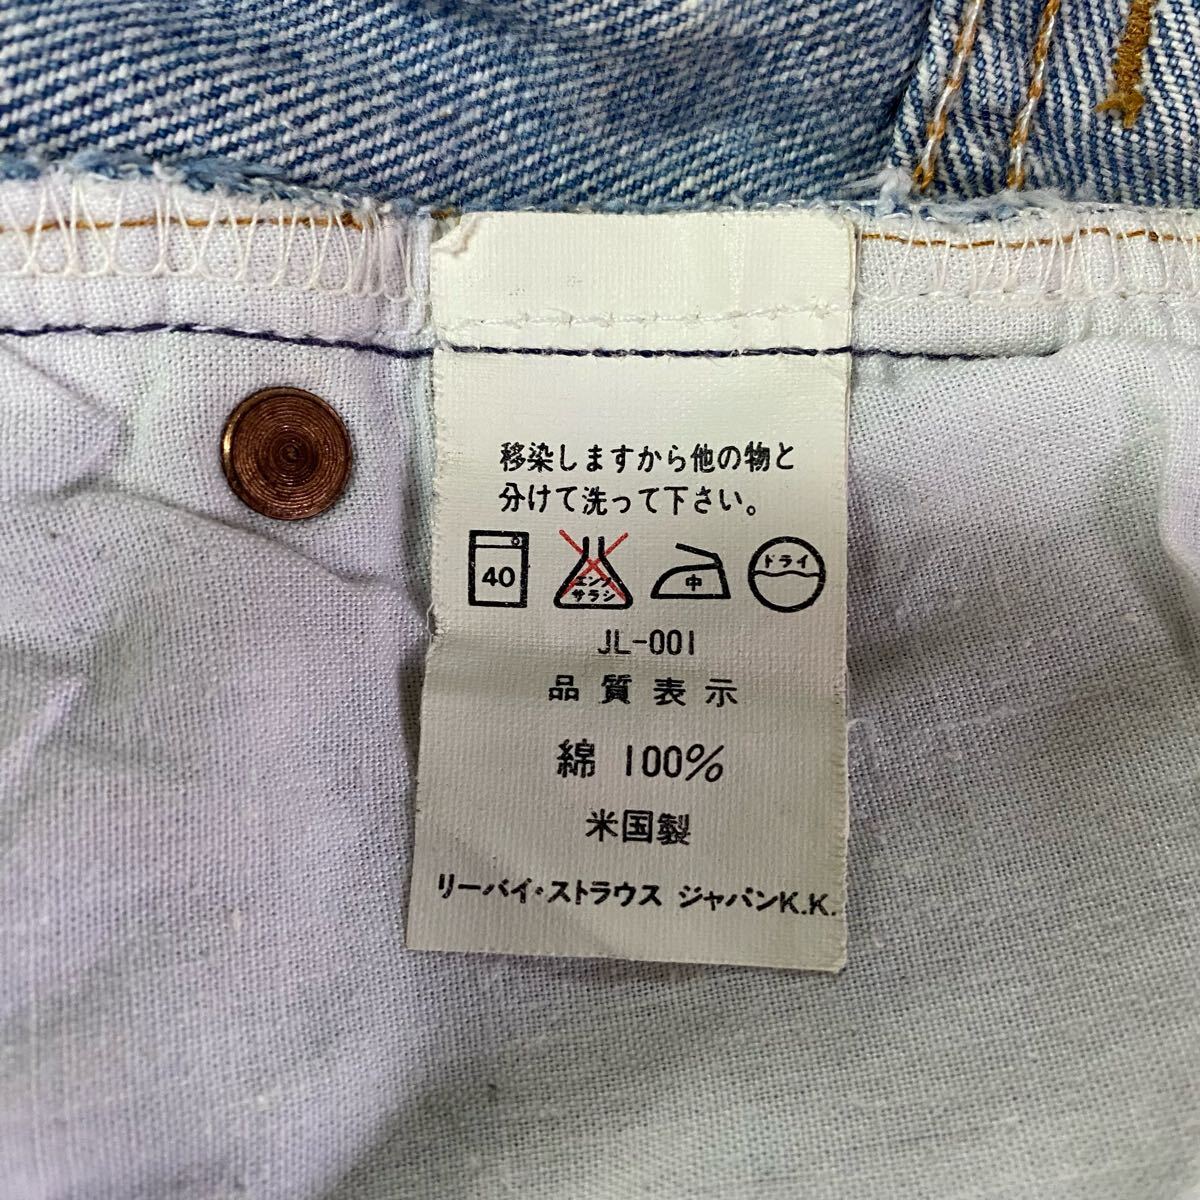 移染しますから他の物と
分けて洗って下さい。
40 エンソサラシ 中 ドライ
JL-001
品質表示
綿 100%
米国製
リーバイ・ストラウス ジャパンK.K.